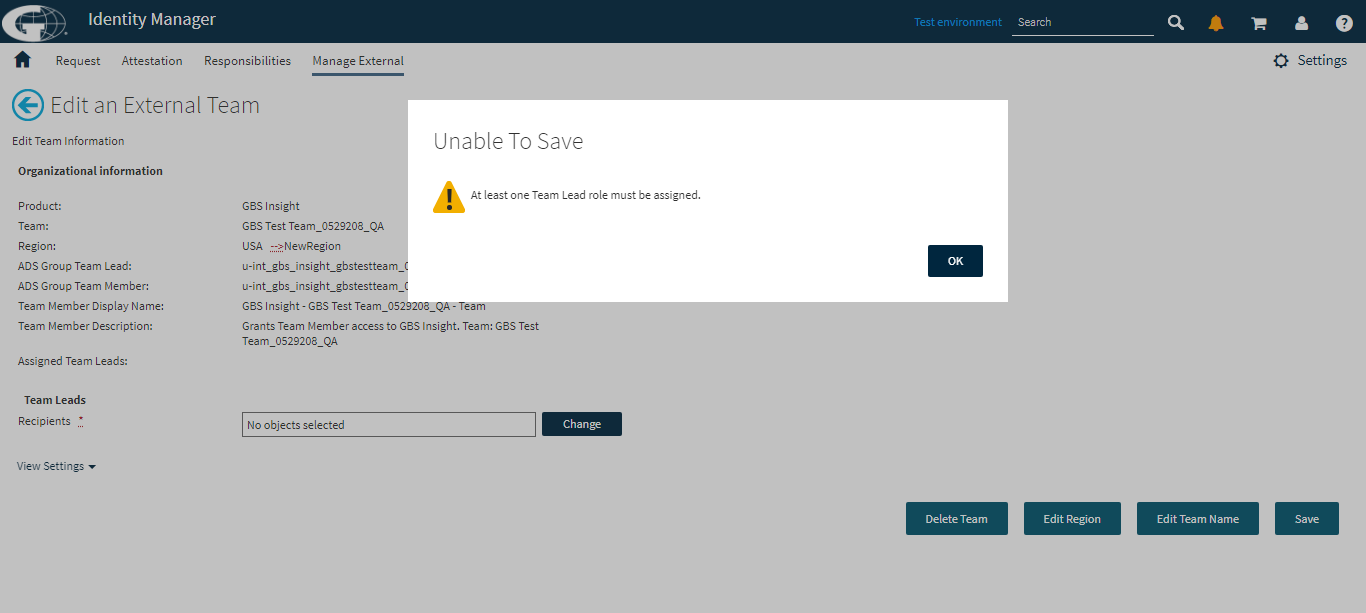 Identity Manager
Test environment
Search
Request
Attestation
Responsibilities
Manage External
Settings
Edit an External Team
Edit Team Information
Organizational information
Product: GBS Insight
Team: GBS Test Team_0529208_QA
Region: USA -->NewRegion
ADS Group Team Lead: u-int_gbs_insight_gbstestteam_
ADS Group Team Member: u-int_gbs_insight_gbstestteam_
Team Member Display Name: GBS Insight - GBS Test Team_0529208_QA - Team
Team Member Description: Grants Team Member access to GBS Insight. Team: GBS Test
Team_0529208_QA
Assigned Team Leads:
Team Leads
Recipients *
No objects selected
Change
View Settings
Delete Team
Edit Region
Edit Team Name
Save
Unable To Save
At least one Team Lead role must be assigned.
OK